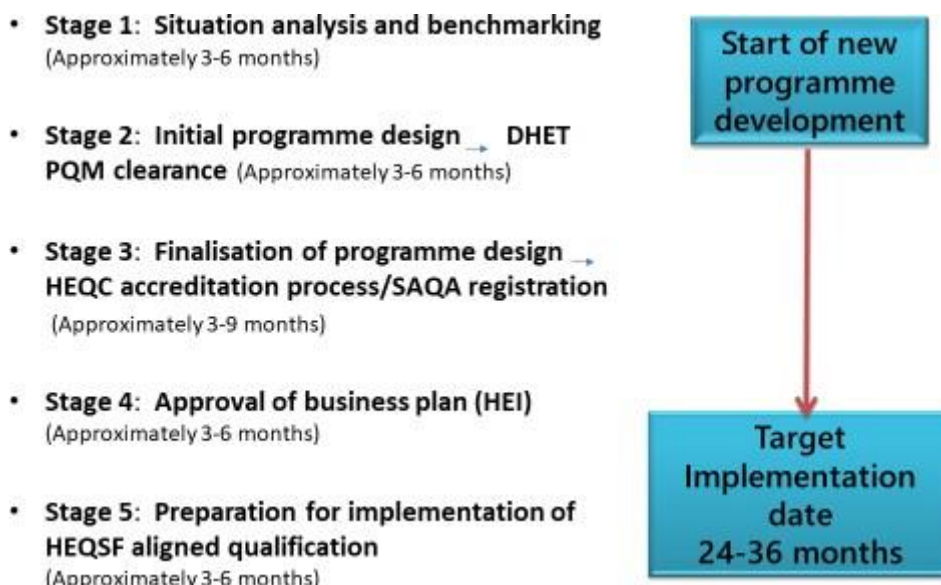 • Stage 1: Situation analysis and benchmarking
(Approximately 3-6 months)
• Stage 2: Initial programme design → DHET
PQM clearance (Approximately 3-6 months)
• Stage 3: Finalisation of programme design →
HEQC accreditation process/SAQA registration
(Approximately 3-9 months)
• Stage 4: Approval of business plan (HEI)
(Approximately 3-6 months)
• Stage 5: Preparation for implementation of
HEQSF aligned qualification
(Approximately 3-6 months)
Start of new
programme
development
Target
Implementation
date
24-36 months